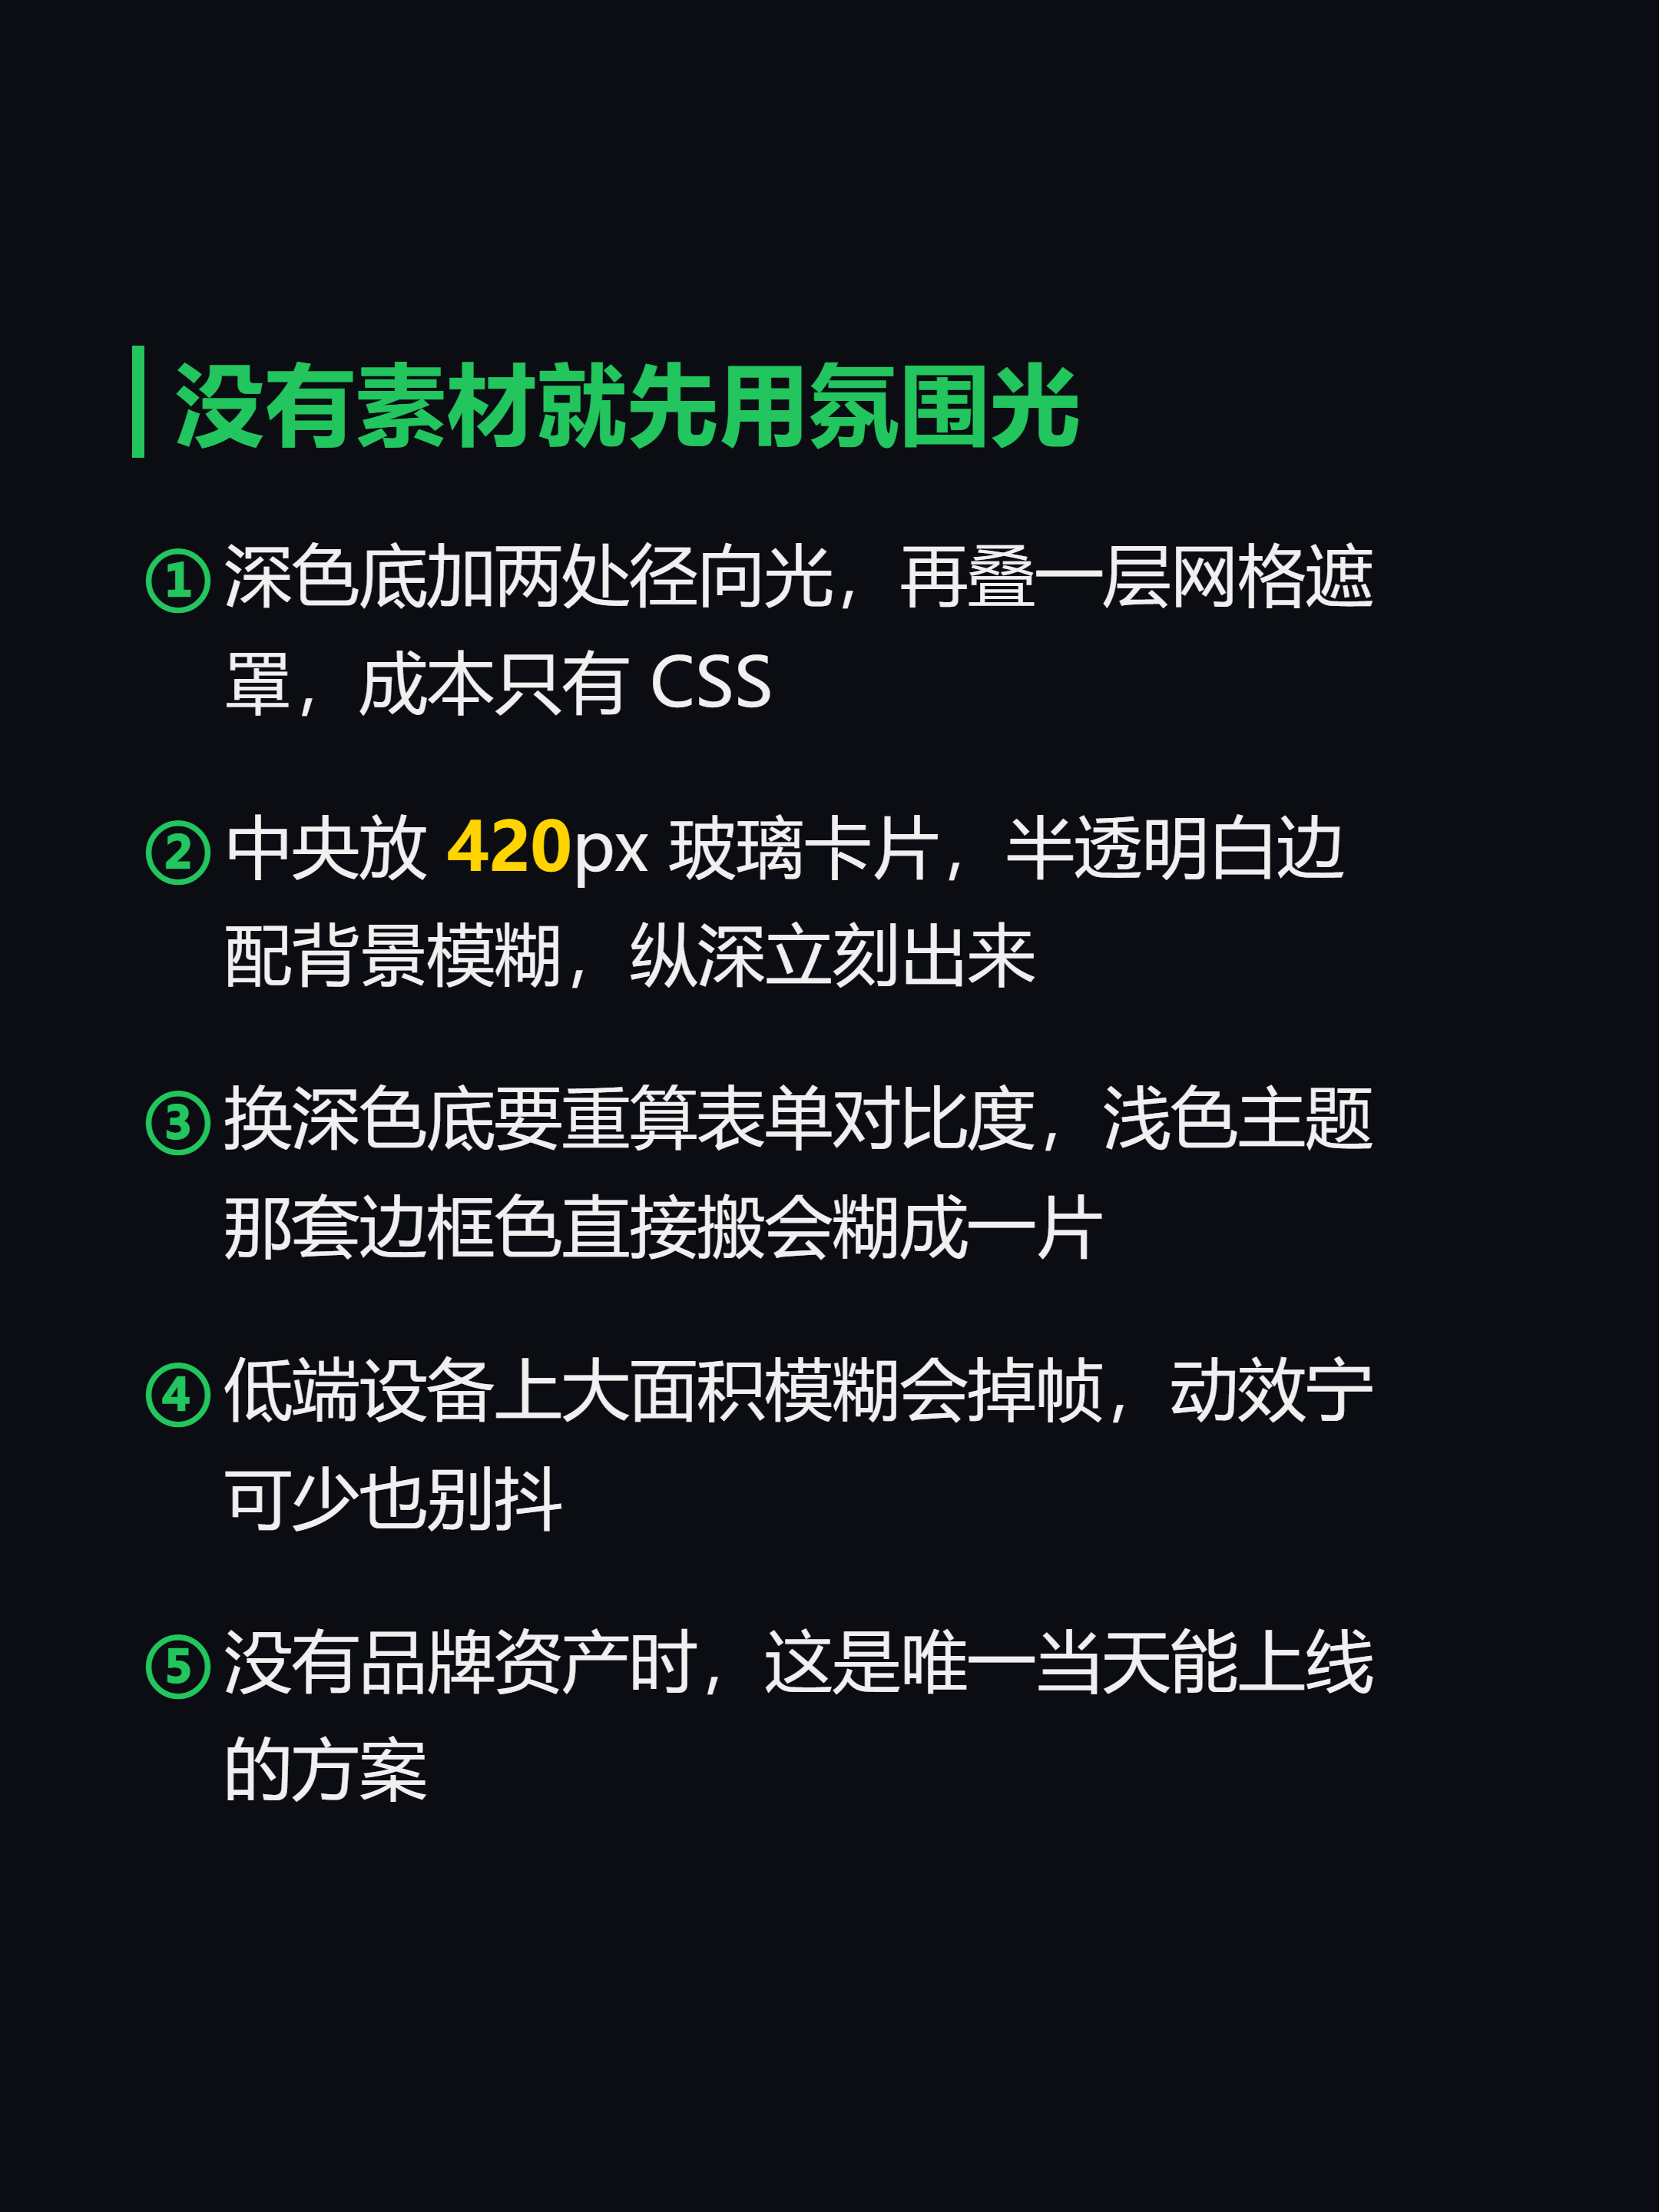 没有素材就先用氛围光
① 深色底加两处径向光，再叠一层网格遮
罩，成本只有 CSS
② 中央放 420px 玻璃卡片，半透明白边
配背景模糊，纵深立刻出来
③ 换深色底要重算表单对比度，浅色主题
那套边框色直接搬会糊成一片
④ 低端设备上大面积模糊会掉帧，动效宁
可少也别抖
⑤ 没有品牌资产时，这是唯一当天能上线
的方案